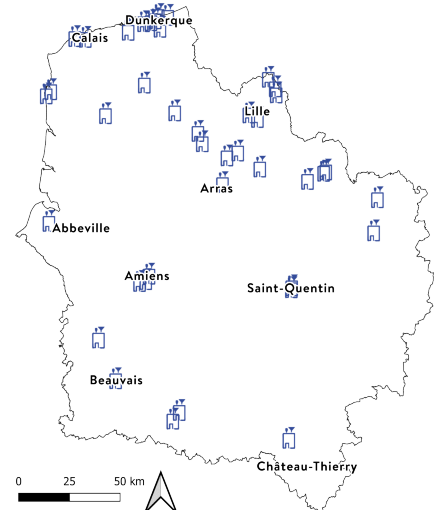 Dunkerque
Calais
Lille
Arras
Abbeville
Amiens
Saint-Quentin
Beauvais
Château-Thierry
0 25 50 km